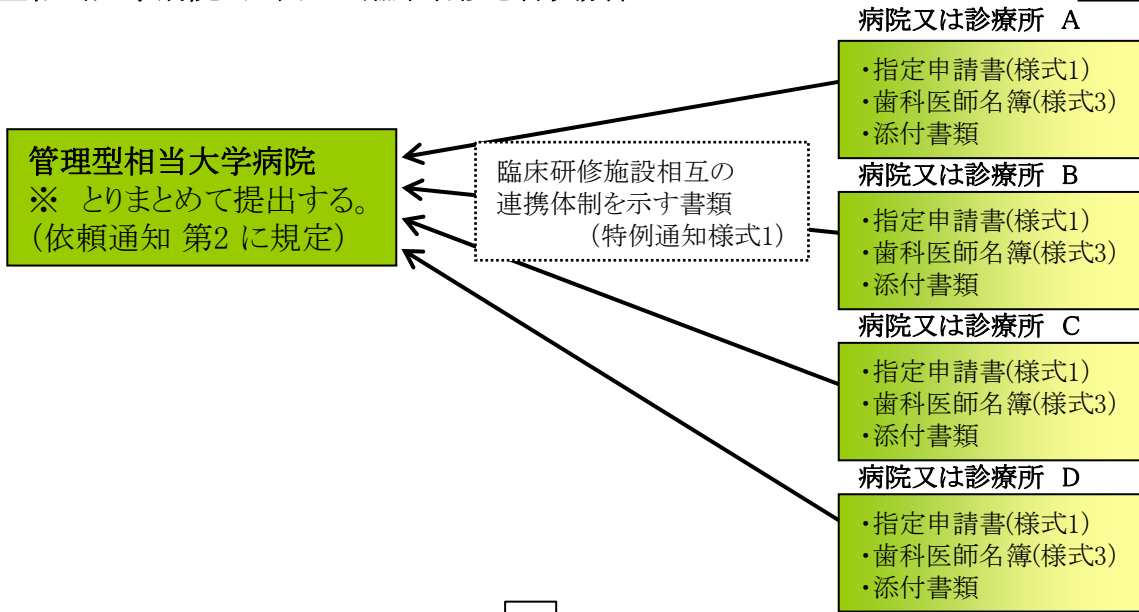 病院又は診療所 A
・指定申請書(様式1)
・歯科医師名簿(様式3)
・添付書類
管理型相当大学病院
※ とりまとめて提出する。
(依頼通知 第2 に規定)
臨床研修施設相互の
連携体制を示す書類
(特例通知様式1)
病院又は診療所 B
・指定申請書(様式1)
・歯科医師名簿(様式3)
・添付書類
病院又は診療所 C
・指定申請書(様式1)
・歯科医師名簿(様式3)
・添付書類
病院又は診療所 D
・指定申請書(様式1)
・歯科医師名簿(様式3)
・添付書類